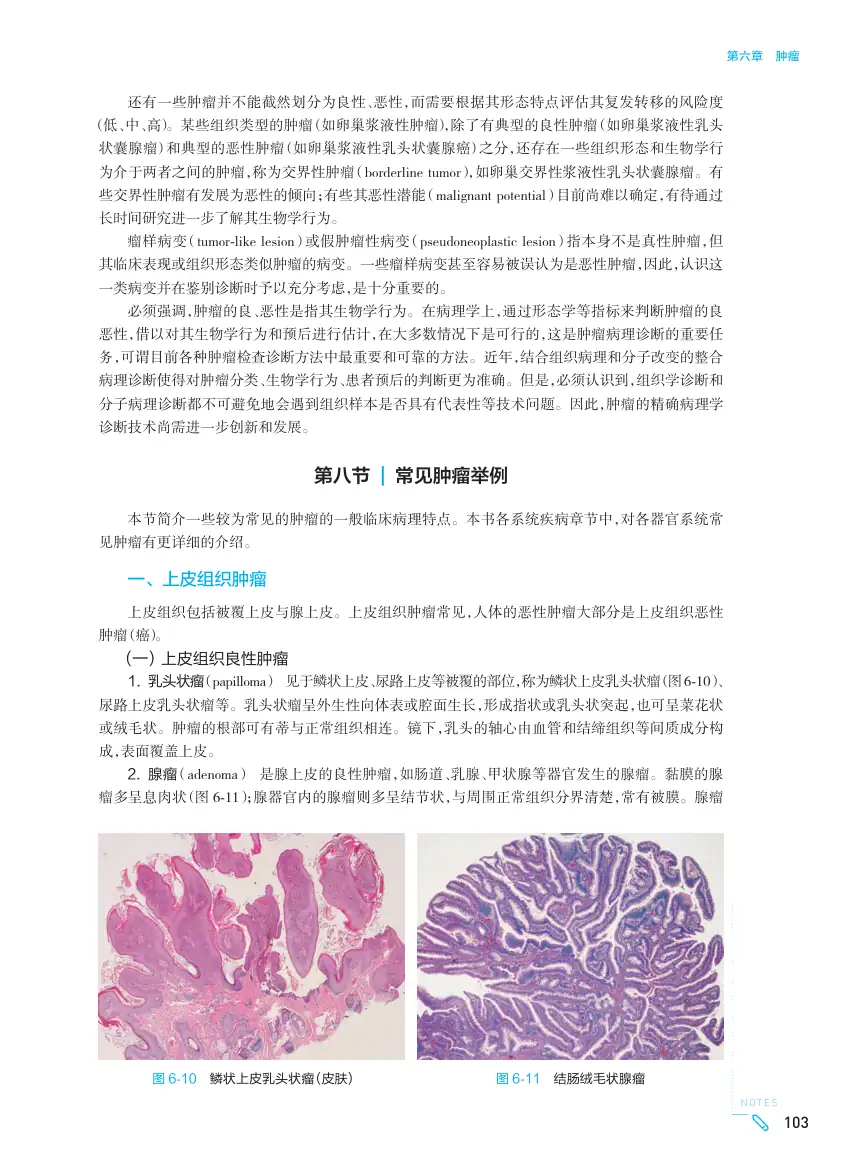 第六章 肿瘤
还有一些肿瘤并不能截然划分为良性、恶性,而需要根据其形态特点评估其复发转移的风险度
(低、中、高)。某些组织类型的肿瘤(如卵巢浆液性肿瘤),除了有典型的良性肿瘤(如卵巢浆液性乳头
状囊腺瘤)和典型的恶性肿瘤(如卵巢浆液性乳头状囊腺癌)之分,还存在一些组织形态和生物学行
为介于两者之间的肿瘤,称为交界性肿瘤(borderline tumor),如卵巢交界性浆液性乳头状囊腺瘤。有
些交界性肿瘤有发展为恶性的倾向;有些其恶性潜能(malignant potential)目前尚难以确定,有待通过
长时间研究进一步了解其生物学行为。
瘤样病变(tumor-like lesion)或假肿瘤性病变(pseudoneoplastic lesion)指本身不是真性肿瘤,但
其临床表现或组织形态类似肿瘤的病变。一些瘤样病变甚至容易被误认为是恶性肿瘤,因此,认识这
一类病变并在鉴别诊断时予以充分考虑,是十分重要的。
必须强调,肿瘤的良、恶性是指其生物学行为。在病理学上,通过形态学等指标来判断肿瘤的良
恶性,借以对其生物学行为和预后进行估计,在大多数情况下是可行的,这是肿瘤病理诊断的重要任
务,可谓目前各种肿瘤检查诊断方法中最重要和可靠的方法。近年,结合组织病理和分子改变的整合
病理诊断使得对肿瘤分类、生物学行为、患者预后的判断更为准确。但是,必须认识到,组织学诊断和
分子病理诊断都不可避免地会遇到组织样本是否具有代表性等技术问题。因此,肿瘤的精确病理学
诊断技术尚需进一步创新和发展。
第八节 | 常见肿瘤举例
本节简介一些较为常见的肿瘤的一般临床病理特点。本书各系统疾病章节中,对各器官系统常
见肿瘤有更详细的介绍。
一、上皮组织肿瘤
上皮组织包括被覆上皮与腺上皮。上皮组织肿瘤常见,人体的恶性肿瘤大部分是上皮组织恶性
肿瘤(癌)。
(一)上皮组织良性肿瘤
1. 乳头状瘤(papilloma) 见于鳞状上皮、尿路上皮等被覆的部位,称为鳞状上皮乳头状瘤(图6-10)、
尿路上皮乳头状瘤等。乳头状瘤呈外生性向体表或腔面生长,形成指状或乳头状突起,也可呈菜花状
或绒毛状。肿瘤的根部可有蒂与正常组织相连。镜下,乳头的轴心由血管和结缔组织等间质成分构
成,表面覆盖上皮。
2. 腺瘤(adenoma) 是腺上皮的良性肿瘤,如肠道、乳腺、甲状腺等器官发生的腺瘤。黏膜的腺
瘤多呈息肉状(图 6-11);腺器官内的腺瘤则多呈结节状,与周围正常组织分界清楚,常有被膜。腺瘤
图 6-10 鳞状上皮乳头状瘤(皮肤)
图 6-11 结肠绒毛状腺瘤
NOTES
103